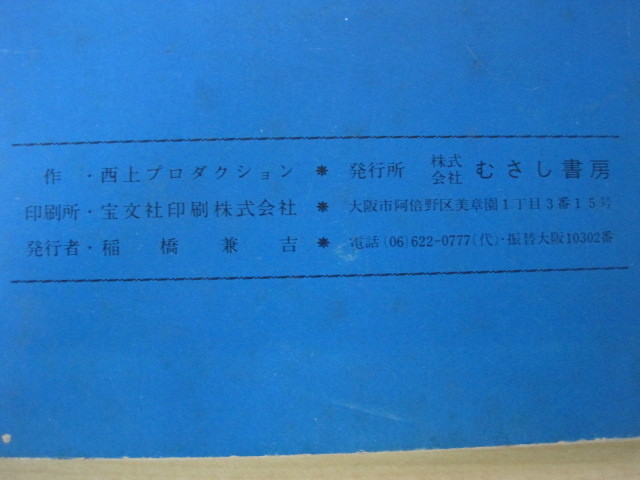 作・西上プロダクション ＊ 発行所 株式会社 むさし書房
印刷所・宝文社印刷株式会社 ＊ 大阪市阿倍野区美章園1丁目3番15号
発行者・稲橋兼吉 ＊ 電話(06)622-0777(代)・振替大阪10302番